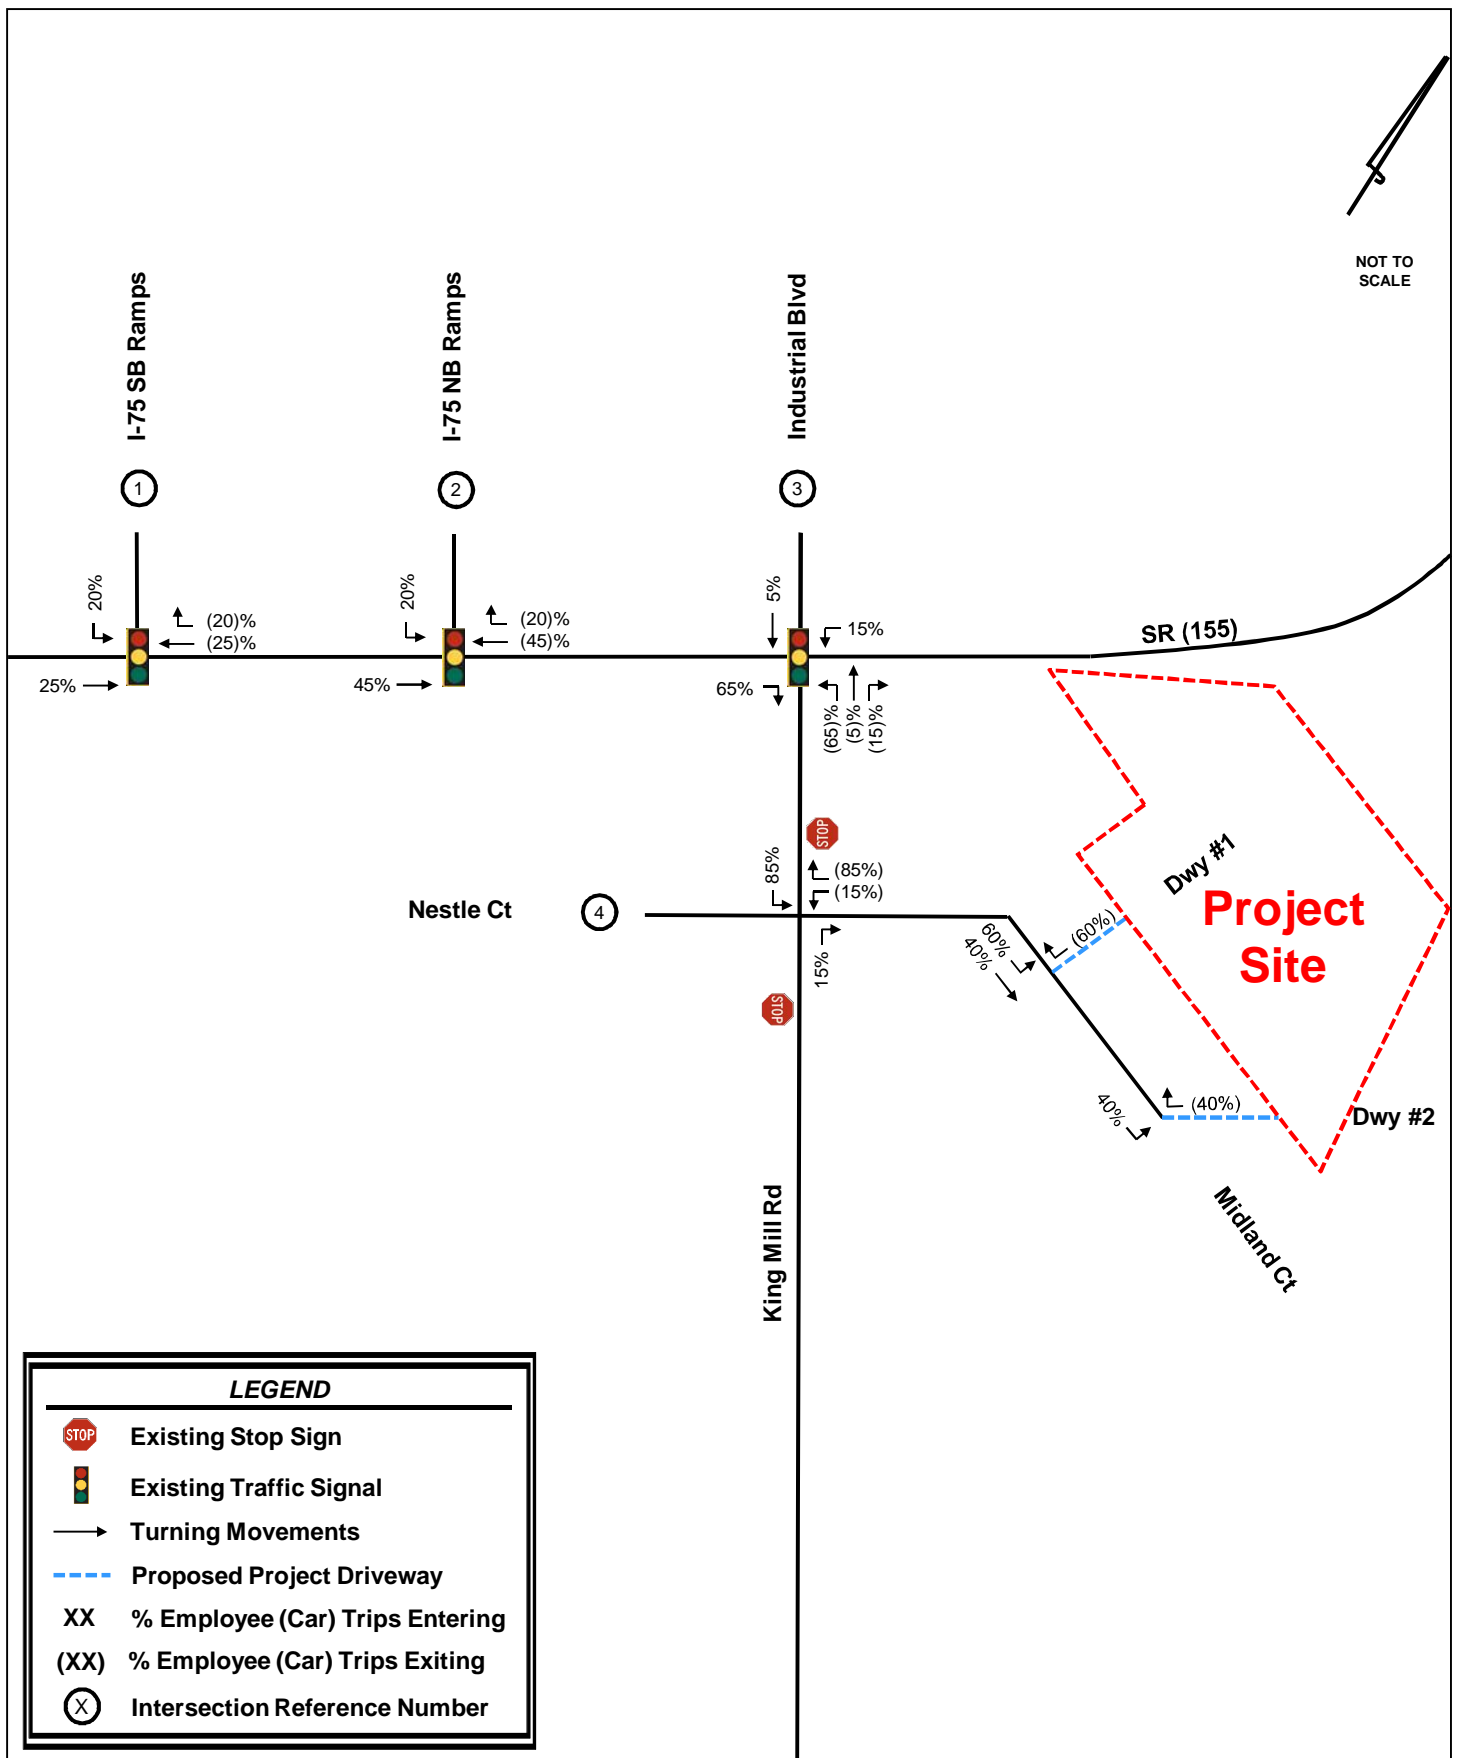 NOT TO
SCALE
I-75 SB Ramps
I-75 NB Ramps
Industrial Blvd
1
2
3
20%
(20)%
(25)%
25%
20%
(20)%
(45)%
45%
5%
15%
65%
(65)%
(5)%
(15)%
SR (155)
STOP
85%
(85%)
(15%)
Nestle Ct
4
15%
STOP
60%
40%
(60%)
Dwy #1
Project
Site
40%
(40%)
Dwy #2
Midland Ct
King Mill Rd
LEGEND
STOP Existing Stop Sign
Existing Traffic Signal
Turning Movements
Proposed Project Driveway
XX % Employee (Car) Trips Entering
(XX) % Employee (Car) Trips Exiting
X Intersection Reference Number